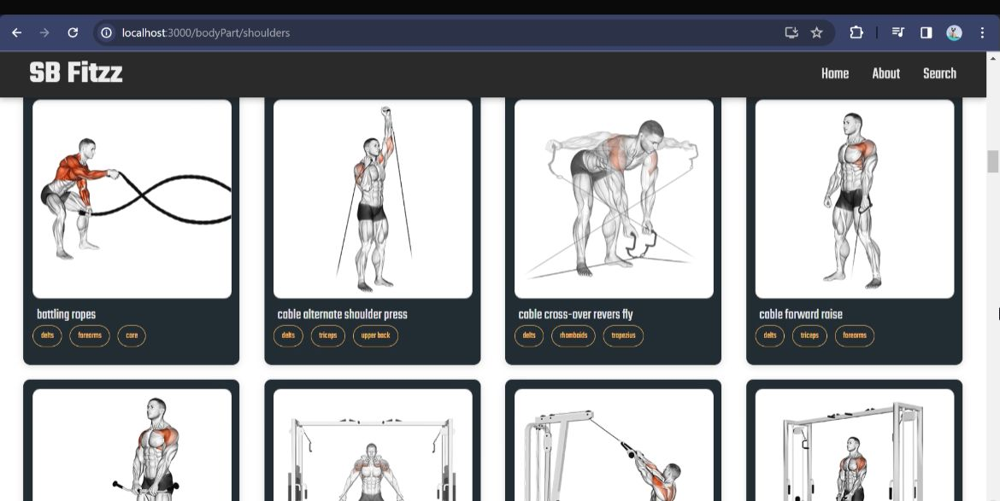 localhost:3000/bodyPart/shoulders
SB Fitzz
Home About Search
battling ropes
cable alternate shoulder press
cable cross-over revers fly
cable forward raise
delts forearms core
delts triceps upper back
delts rhomboids trapezius
delts triceps forearms